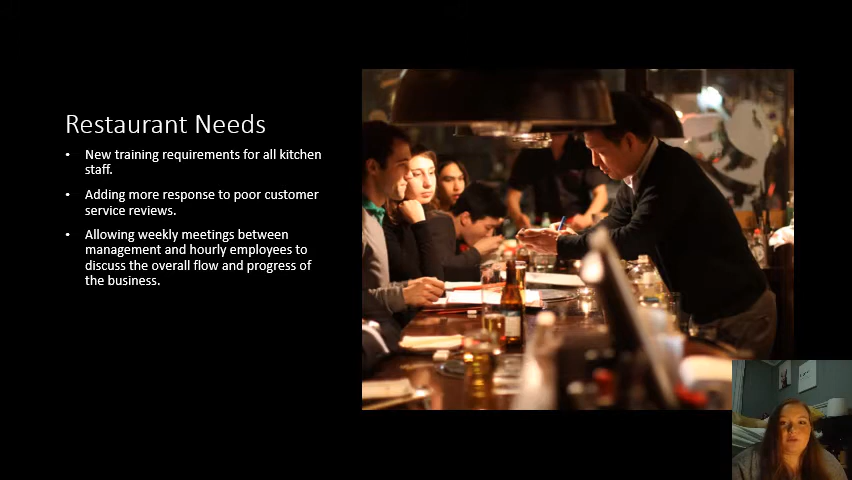 Restaurant Needs
• New training requirements for all kitchen
staff.
• Adding more response to poor customer
service reviews.
• Allowing weekly meetings between
management and hourly employees to
discuss the overall flow and progress of
the business.